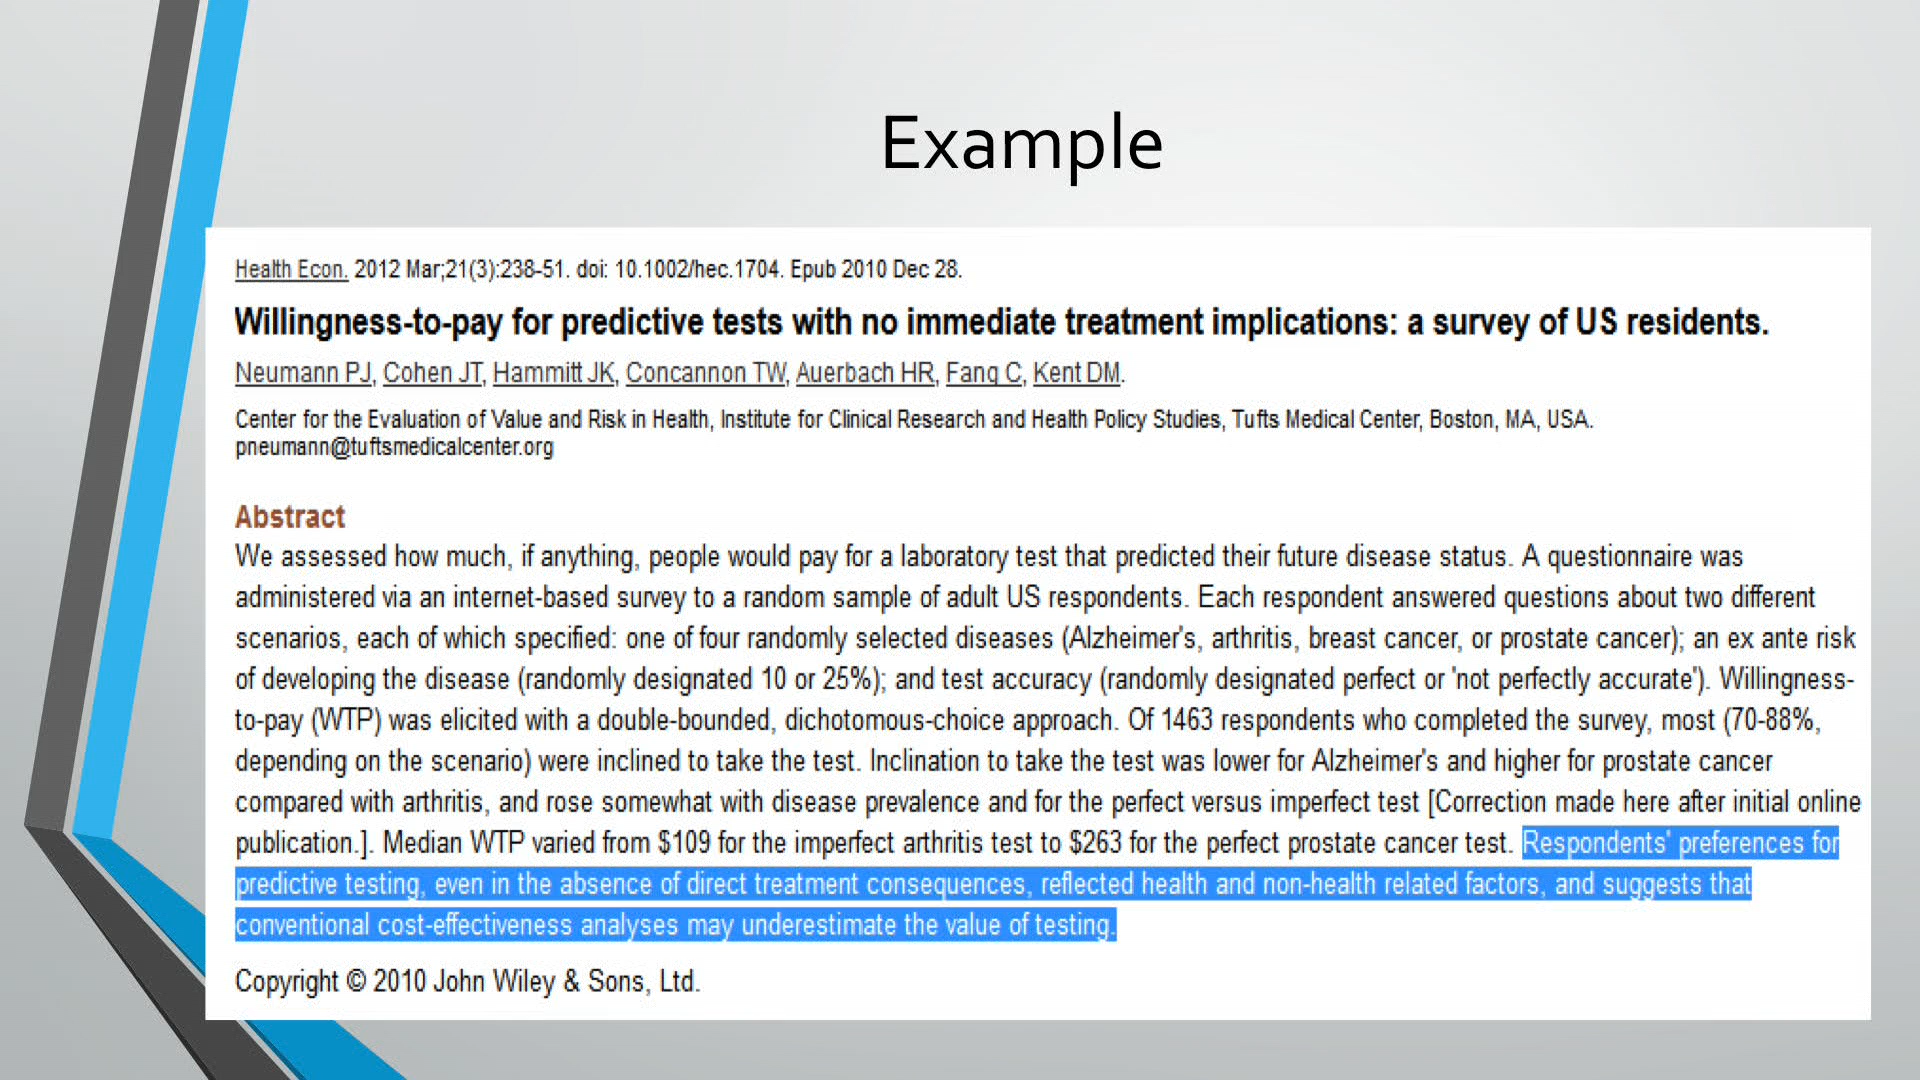 Example
Health Econ. 2012 Mar;21(3):238-51. doi: 10.1002/hec.1704. Epub 2010 Dec 28.
Willingness-to-pay for predictive tests with no immediate treatment implications: a survey of US residents.
Neumann PJ, Cohen JT, Hammitt JK, Concannon TW, Auerbach HR, Fang C, Kent DM.
Center for the Evaluation of Value and Risk in Health, Institute for Clinical Research and Health Policy Studies, Tufts Medical Center, Boston, MA, USA.
pneumann@tuftsmedicalcenter.org
Abstract
We assessed how much, if anything, people would pay for a laboratory test that predicted their future disease status. A questionnaire was
administered via an internet-based survey to a random sample of adult US respondents. Each respondent answered questions about two different
scenarios, each of which specified: one of four randomly selected diseases (Alzheimer's, arthritis, breast cancer, or prostate cancer); an ex ante risk
of developing the disease (randomly designated 10 or 25%); and test accuracy (randomly designated perfect or 'not perfectly accurate'). Willingness-
to-pay (WTP) was elicited with a double-bounded, dichotomous-choice approach. Of 1463 respondents who completed the survey, most (70-88%,
depending on the scenario) were inclined to take the test. Inclination to take the test was lower for Alzheimer's and higher for prostate cancer
compared with arthritis, and rose somewhat with disease prevalence and for the perfect versus imperfect test [Correction made here after initial online
publication.]. Median WTP varied from $109 for the imperfect arthritis test to $263 for the perfect prostate cancer test. Respondents' preferences for
predictive testing, even in the absence of direct treatment consequences, reflected health and non-health related factors, and suggests that
conventional cost-effectiveness analyses may underestimate the value of testing.
Copyright © 2010 John Wiley & Sons, Ltd.